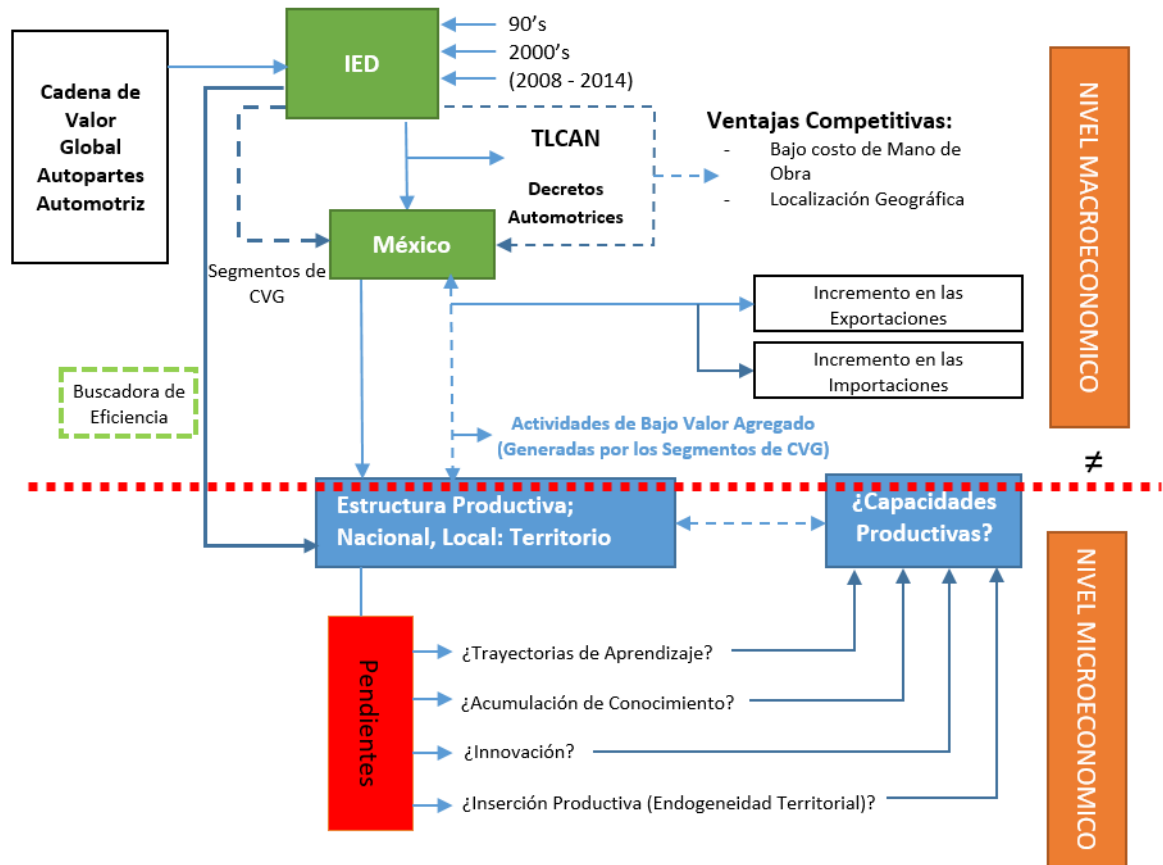 Cadena de
Valor
Global
Autopartes
Automotriz
IED
90’s
2000’s
(2008 - 2014)
TLCAN
Decretos
Automotrices
Ventajas Competitivas:
- Bajo costo de Mano de
Obra
- Localización Geográfica
México
Segmentos de
CVG
Incremento en las
Exportaciones
Incremento en las
Importaciones
Buscadora de
Eficiencia
Actividades de Bajo Valor Agregado
(Generadas por los Segmentos de CVG)
NIVEL MACROECONOMICO
≠
Estructura Productiva;
Nacional, Local: Territorio
¿Capacidades
Productivas?
Pendientes
¿Trayectorias de Aprendizaje?
¿Acumulación de Conocimiento?
¿Innovación?
¿Inserción Productiva (Endogeneidad Territorial)?
NIVEL MICROECONOMICO